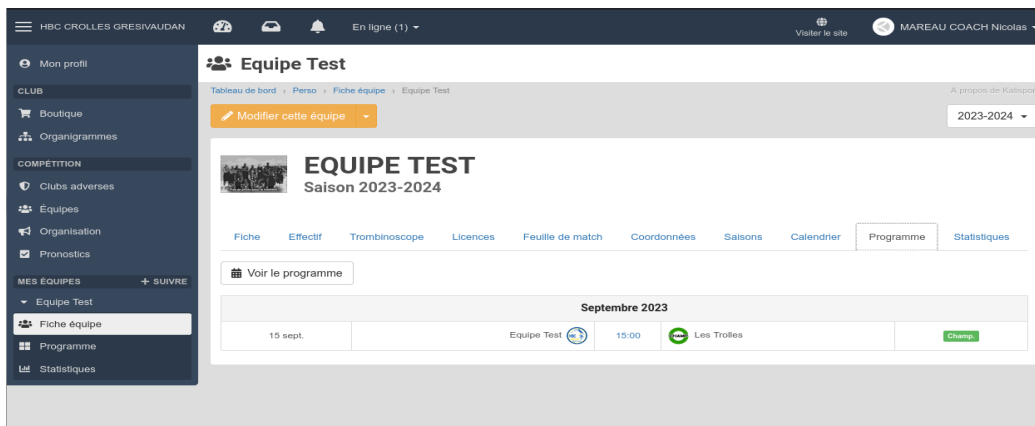 HBC CROLLES GRESIVAUDAN
En ligne (1)
Visiter le site
MAREAU COACH Nicolas
Mon profil
CLUB
Boutique
Organigrammes
COMPÉTITION
Clubs adverses
Équipes
Organisation
Pronostics
MES ÉQUIPES + SUIVRE
Equipe Test
Fiche équipe
Programme
Statistiques
Equipe Test
Tableau de bord › Perso › Fiche équipe › Equipe Test
A propos de Kalispor
Modifier cette équipe
2023-2024
EQUIPE TEST
Saison 2023-2024
Fiche Effectif Trombinoscope Licences Feuille de match Coordonnées Saisons Calendrier Programme Statistiques
Voir le programme
Septembre 2023
15 sept. Equipe Test 15:00 Les Trolles Champ.